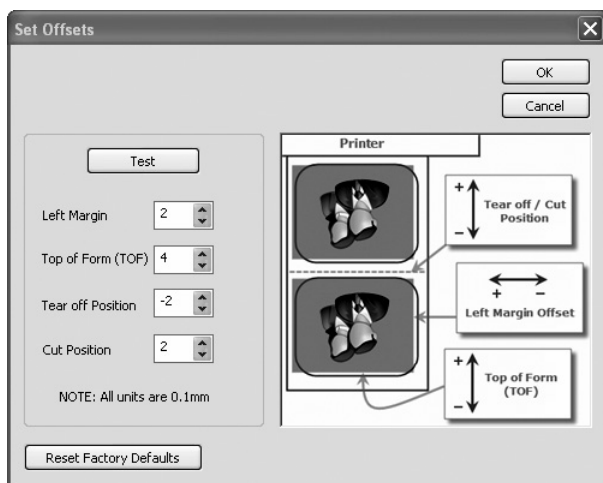 Set Offsets
OK
Cancel
Test
Left Margin 2
Top of Form (TOF) 4
Tear off Position -2
Cut Position 2
NOTE: All units are 0.1mm
Reset Factory Defaults
Printer
+
−
Tear off / Cut
Position
+ −
Left Margin Offset
+
−
Top of Form
(TOF)